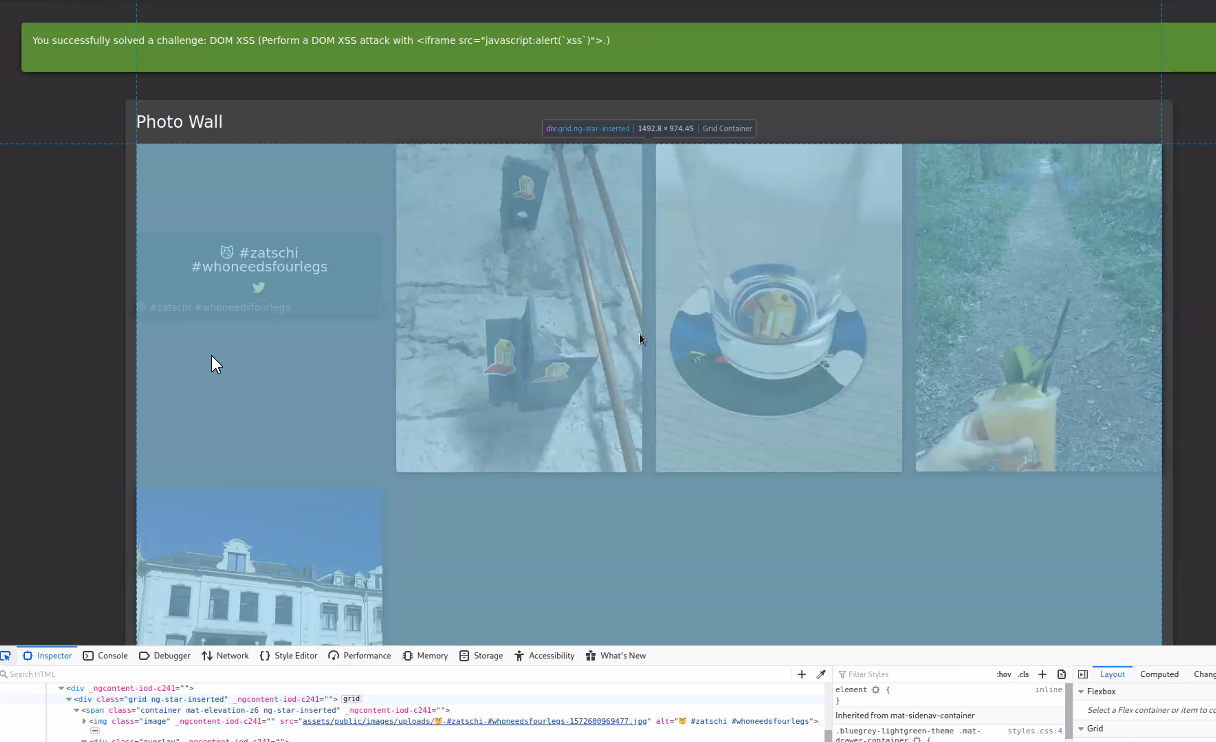 You successfully solved a challenge: DOM XSS (Perform a DOM XSS attack with <iframe src="javascript:alert(`xss`)">.)
Photo Wall
div.grid.ng-star-inserted 1492.8 × 974.45 Grid Container
😼 #zatschi
#whoneedsfourlegs
#zatschi #whoneedsfourlegs
Inspector Console Debugger Network Style Editor Performance Memory Storage Accessibility What's New
Search HTML
<div _ngcontent-iod-c241="">
<div class="grid ng-star-inserted" _ngcontent-iod-c241=""> grid
<span class="container mat-elevation-z6 ng-star-inserted" _ngcontent-iod-c241="">
<img class="image" _ngcontent-iod-c241="" src="assets/public/images/uploads/😼-#zatschi-#whoneedsfourlegs-1572600969477.jpg" alt="😼 #zatschi #whoneedsfourlegs">
<div class="overlay" _ngcontent-iod-c241="">
Filter Styles :hov .cls
element { inline
}
Inherited from mat-sidenav-container
.bluegrey-lightgreen-theme .mat- styles.css:4
drawer-container {
Layout Computed Chang
Flexbox
Select a Flex container or item to co
Grid